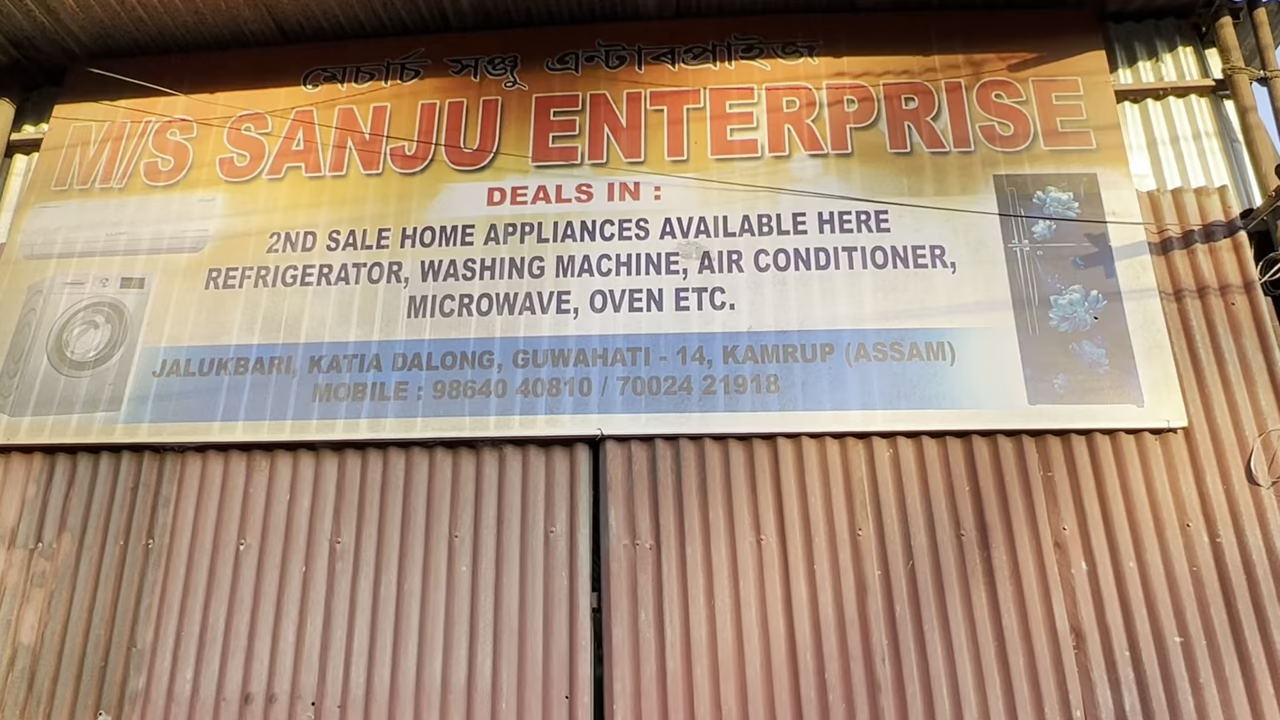 মেচাৰ্চ সঞ্জু এন্টাৰপ্ৰাইজ
M/S SANJU ENTERPRISE
DEALS IN :
2ND SALE HOME APPLIANCES AVAILABLE HERE
REFRIGERATOR, WASHING MACHINE, AIR CONDITIONER,
MICROWAVE, OVEN ETC.
JALUKBARI, KATIA DALONG, GUWAHATI - 14, KAMRUP (ASSAM)
MOBILE : 98640 40810 / 70024 21918